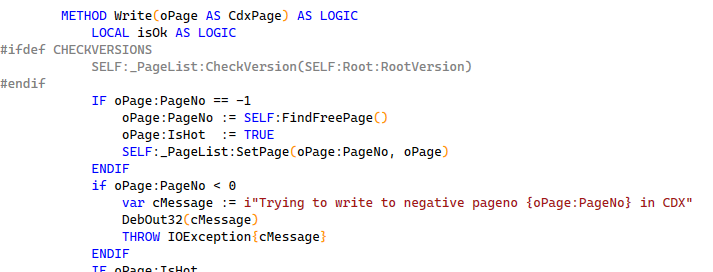 METHOD Write(oPage AS CdxPage) AS LOGIC
LOCAL isOk AS LOGIC
#ifdef CHECKVERSIONS
SELF:_PageList:CheckVersion(SELF:Root:RootVersion)
#endif
IF oPage:PageNo == -1
oPage:PageNo := SELF:FindFreePage()
oPage:IsHot  := TRUE
SELF:_PageList:SetPage(oPage:PageNo, oPage)
ENDIF
if oPage:PageNo < 0
var cMessage := i"Trying to write to negative pageno {oPage:PageNo} in CDX"
DebOut32(cMessage)
THROW IOException{cMessage}
ENDIF
IF oPage:IsHot